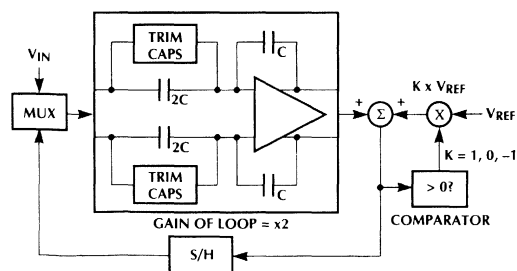 TRIM
CAPS
C
VIN
2C
MUX
+
Σ
+
K x VREF
X
VREF
2C
K = 1, 0, –1
TRIM
CAPS
C
> 0?
COMPARATOR
GAIN OF LOOP = x2
S/H